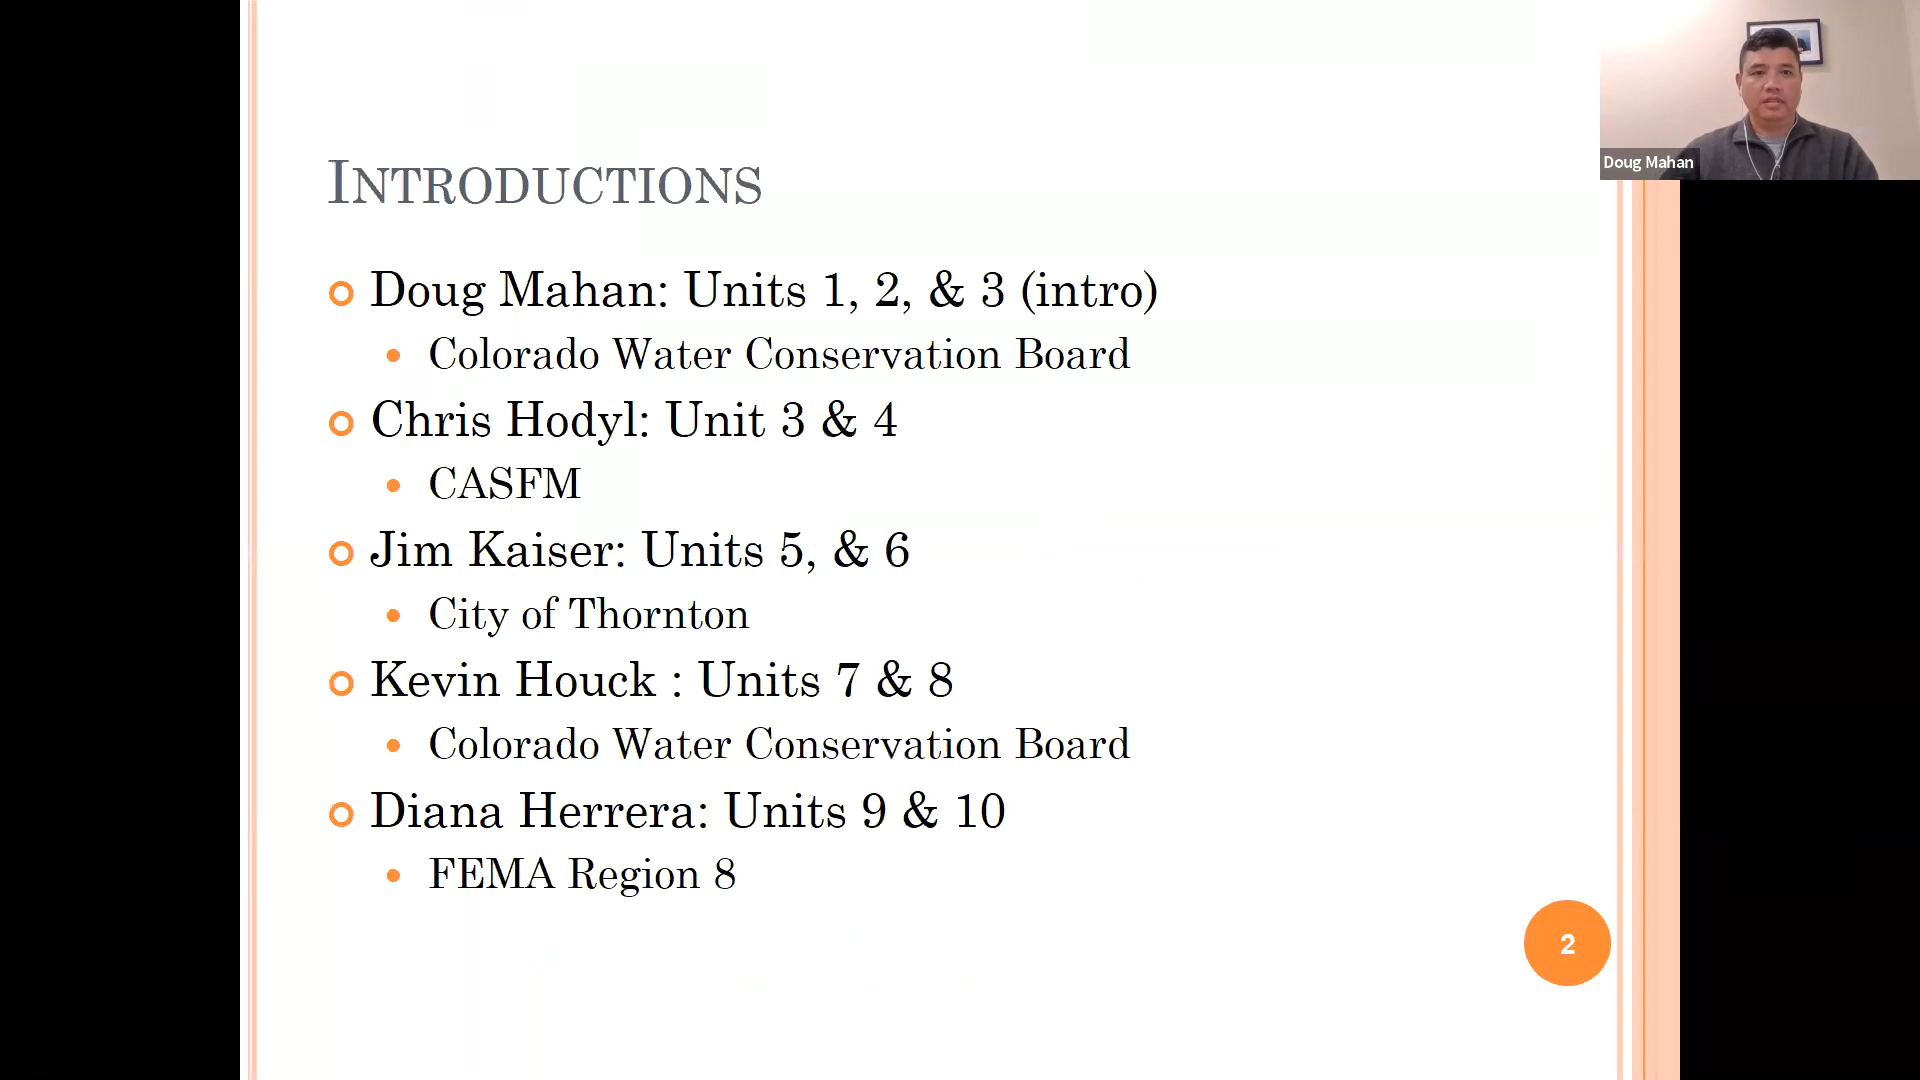 Doug Mahan
INTRODUCTIONS
Doug Mahan: Units 1, 2, & 3 (intro)
Colorado Water Conservation Board
Chris Hodyl: Unit 3 & 4
CASFM
Jim Kaiser: Units 5, & 6
City of Thornton
Kevin Houck : Units 7 & 8
Colorado Water Conservation Board
Diana Herrera: Units 9 & 10
FEMA Region 8
2